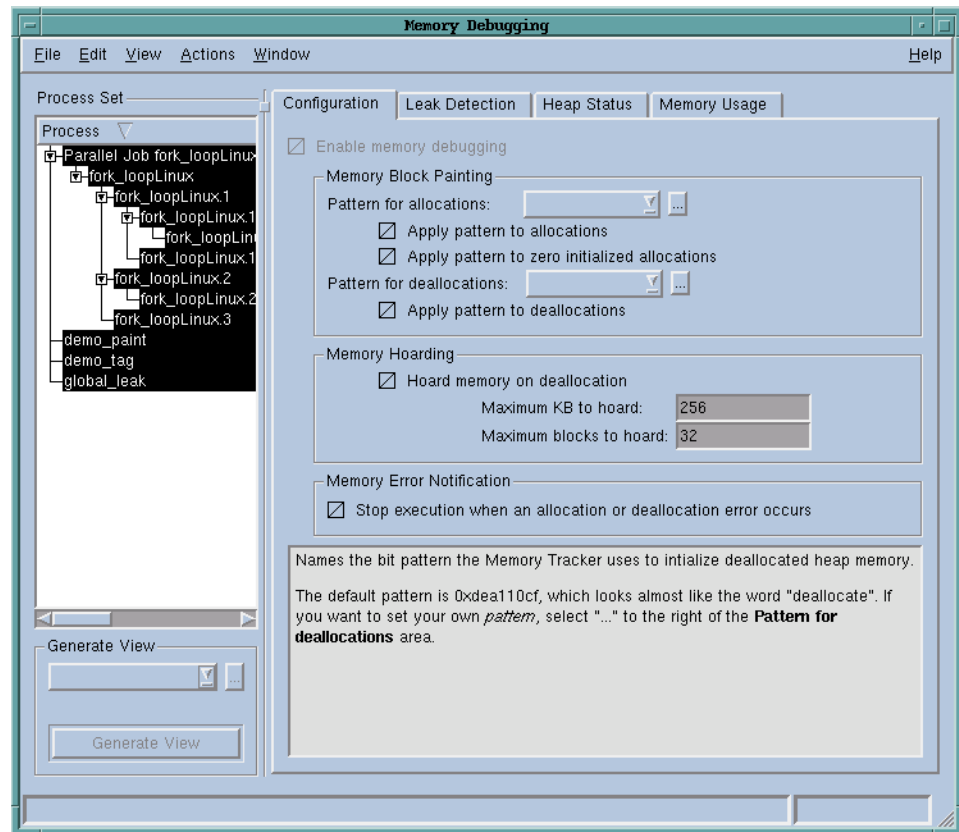 Memory Debugging
File Edit View Actions Window Help
Process Set
Process
Parallel Job fork_loopLinux
fork_loopLinux
fork_loopLinux.1
fork_loopLinux.1
fork_loopLin
fork_loopLinux.1
fork_loopLinux.2
fork_loopLinux.2
fork_loopLinux.3
demo_paint
demo_tag
global_leak
Generate View
...
Generate View
Configuration Leak Detection Heap Status Memory Usage
Enable memory debugging
Memory Block Painting
Pattern for allocations: ...
Apply pattern to allocations
Apply pattern to zero initialized allocations
Pattern for deallocations: ...
Apply pattern to deallocations
Memory Hoarding
Hoard memory on deallocation
Maximum KB to hoard: 256
Maximum blocks to hoard: 32
Memory Error Notification
Stop execution when an allocation or deallocation error occurs
Names the bit pattern the Memory Tracker uses to intialize deallocated heap memory.
The default pattern is 0xdea110cf, which looks almost like the word "deallocate". If
you want to set your own pattern, select "..." to the right of the Pattern for
deallocations area.